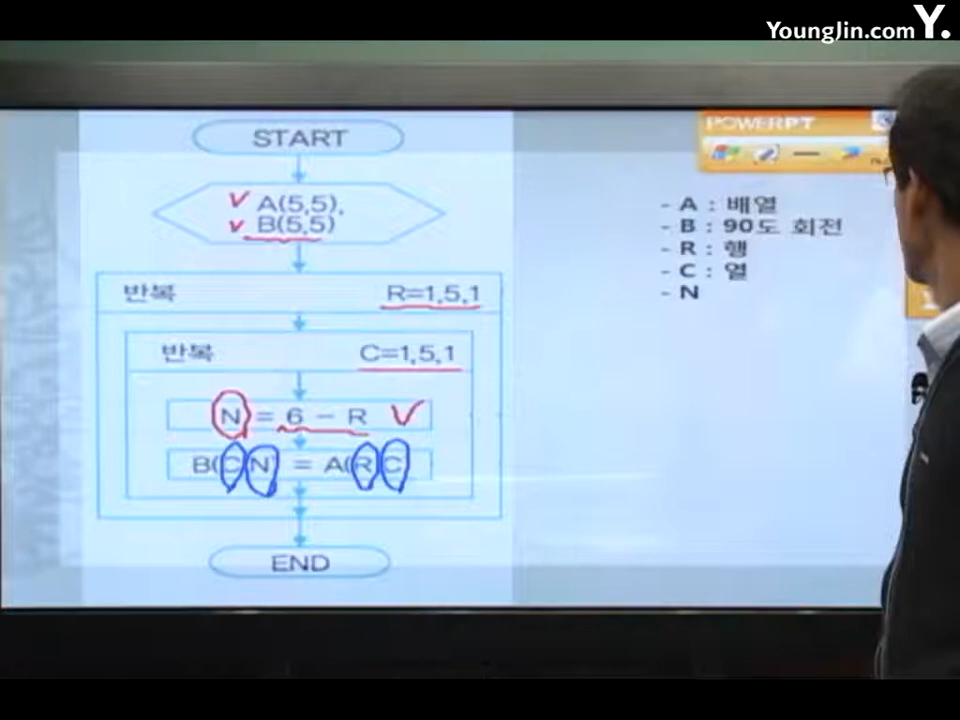 YoungJin.com Y.
POWERPT
START
A(5,5),
B(5,5)
반복 R=1,5,1
반복 C=1,5,1
N = 6 - R
B(C,N) = A(R,C)
END
- A : 배열
- B : 90도 회전
- R : 행
- C : 열
- N